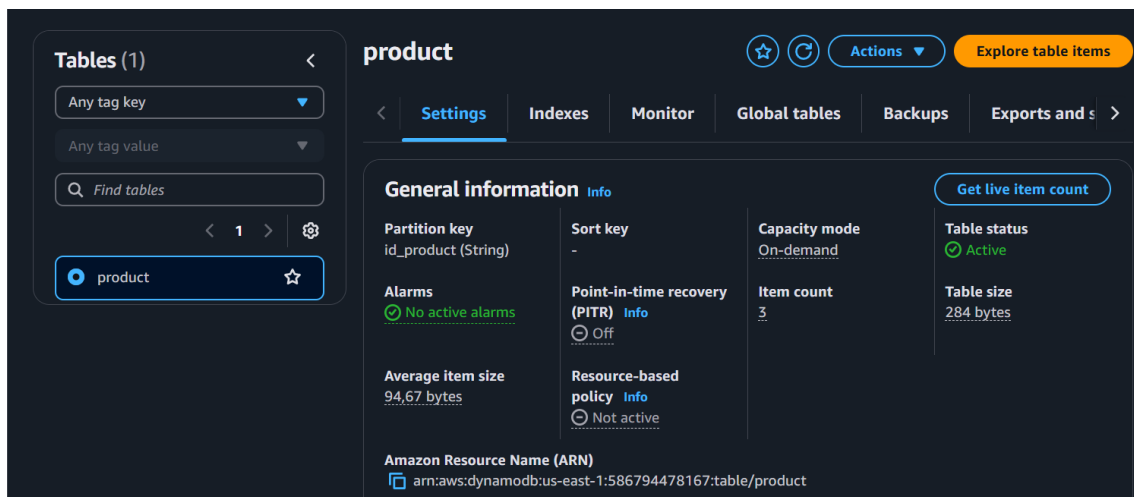 Tables (1)
Any tag key
Any tag value
Find tables
1
product
product
Actions
Explore table items
Settings
Indexes
Monitor
Global tables
Backups
Exports and s
General information Info
Get live item count
Partition key
id_product (String)
Sort key
-
Capacity mode
On-demand
Table status
Active
Alarms
No active alarms
Point-in-time recovery
(PITR) Info
Off
Item count
3
Table size
284 bytes
Average item size
94,67 bytes
Resource-based
policy Info
Not active
Amazon Resource Name (ARN)
arn:aws:dynamodb:us-east-1:586794478167:table/product